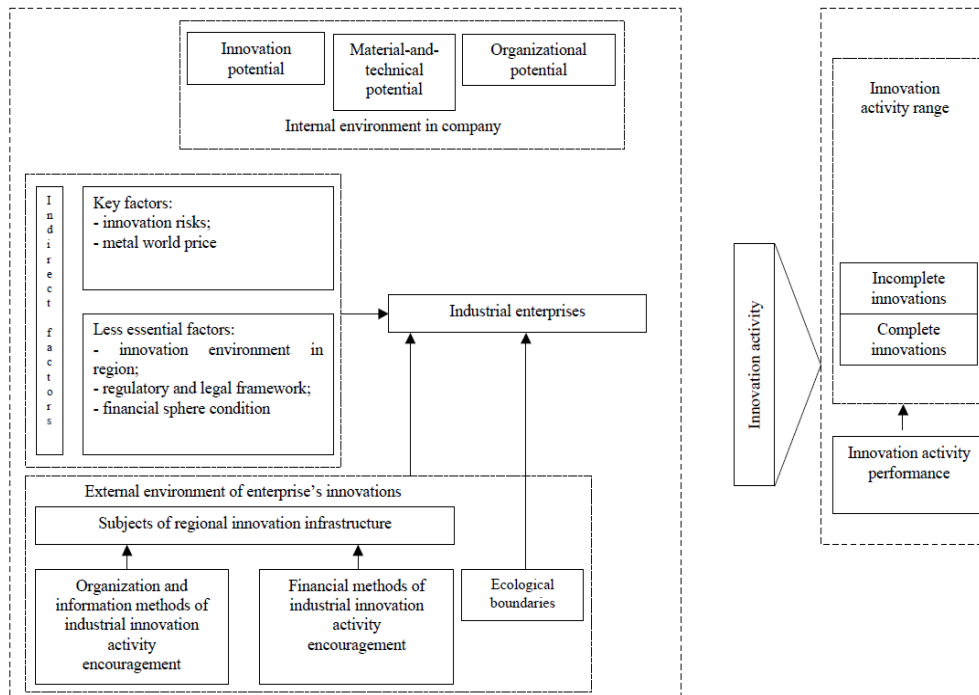 Innovation
potential
Material-and-
technical
potential
Organizational
potential
Internal environment in company
Indirect factors
Key factors:
- innovation risks;
- metal world price
Less essential factors:
- innovation environment in
region;
- regulatory and legal framework;
- financial sphere condition
Industrial enterprises
External environment of enterprise's innovations
Subjects of regional innovation infrastructure
Organization and
information methods of
industrial innovation
activity
encouragement
Financial methods of
industrial innovation
activity
encouragement
Ecological
boundaries
Innovation activity
Innovation
activity range
Incomplete
innovations
Complete
innovations
Innovation activity
performance